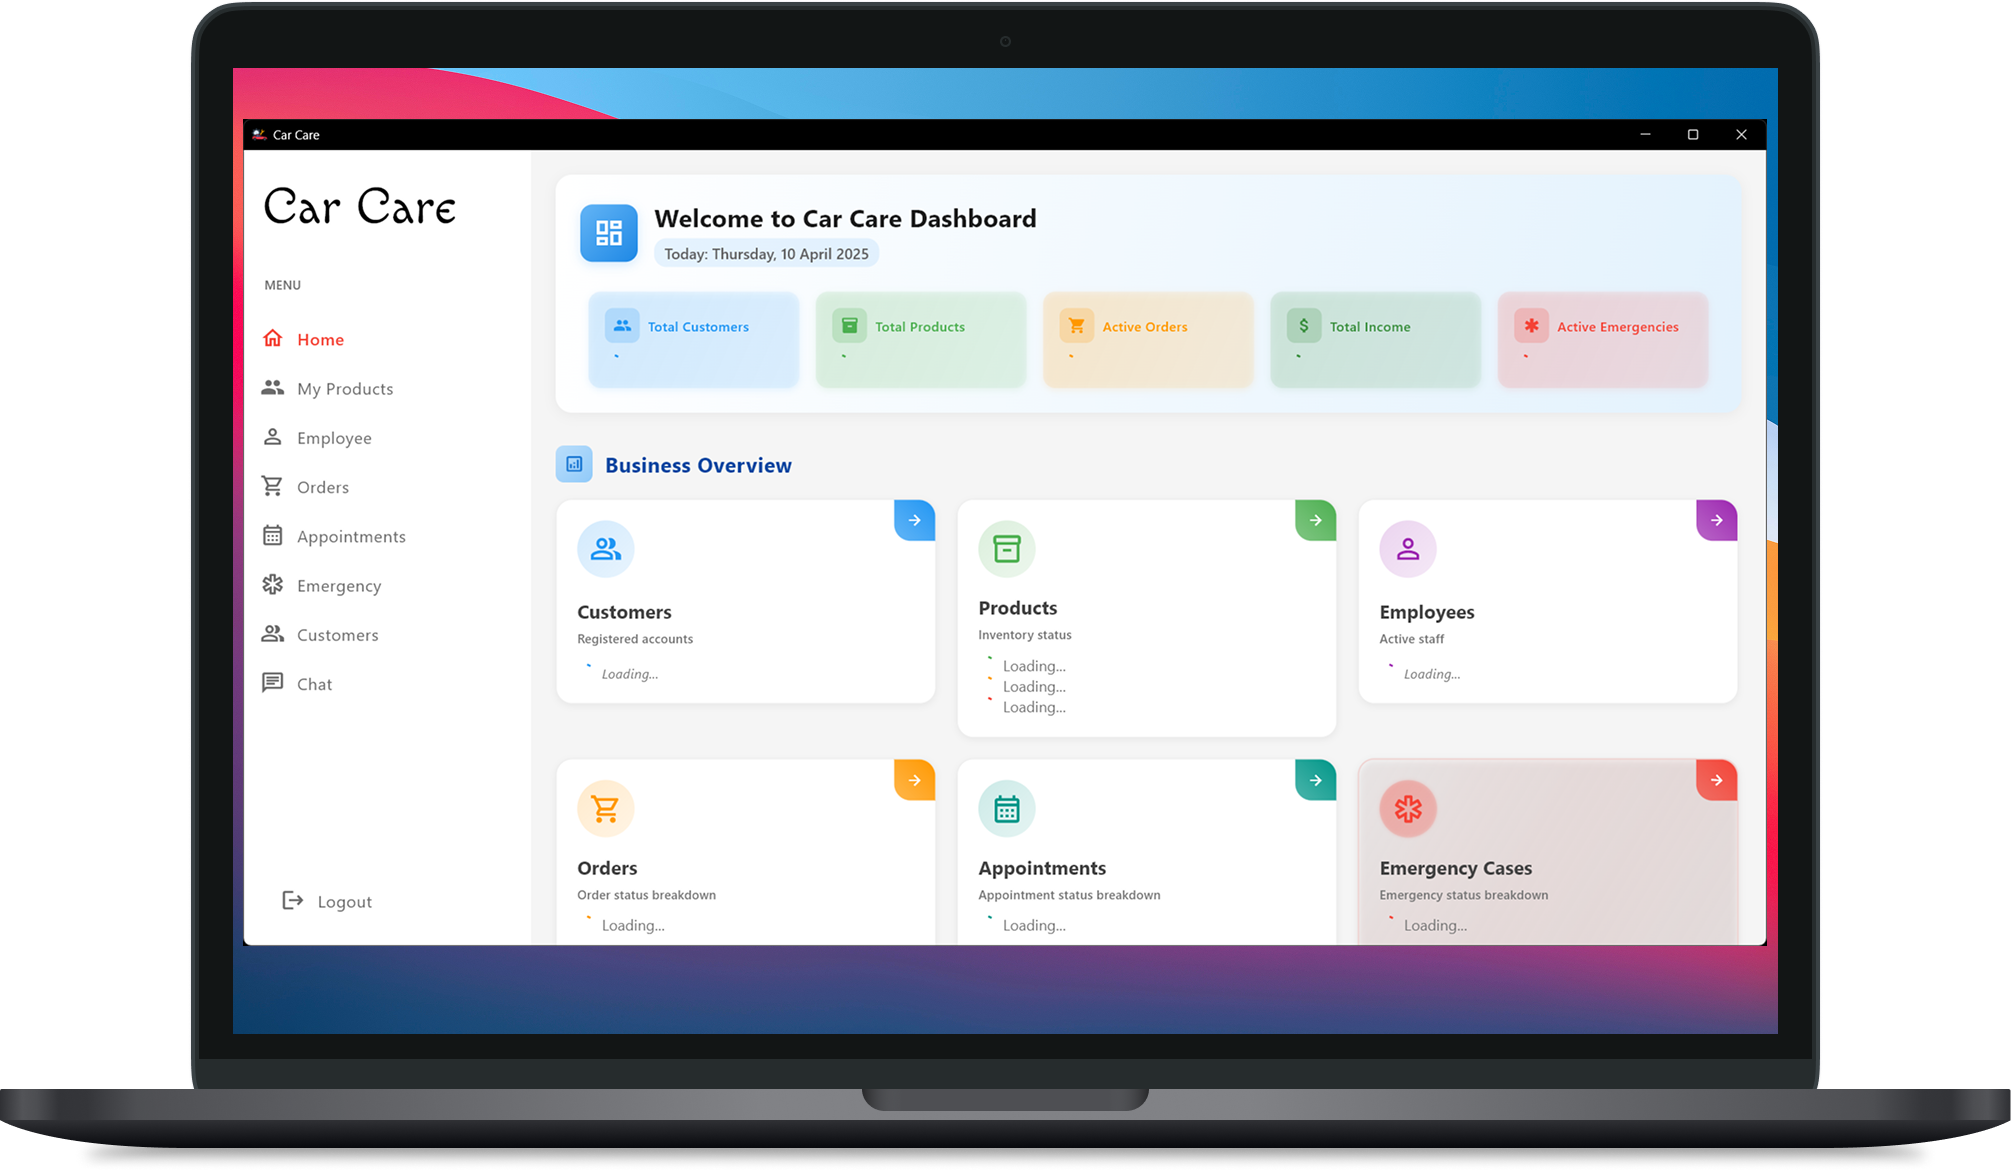 Car Care
Car Care
MENU
Home
My Products
Employee
Orders
Appointments
Emergency
Customers
Chat
Logout
Welcome to Car Care Dashboard
Today: Thursday, 10 April 2025
Total Customers
Total Products
Active Orders
Total Income
Active Emergencies
Business Overview
Customers
Registered accounts
Loading...
Products
Inventory status
Loading...
Loading...
Loading...
Employees
Active staff
Loading...
Orders
Order status breakdown
Loading...
Appointments
Appointment status breakdown
Loading...
Emergency Cases
Emergency status breakdown
Loading...